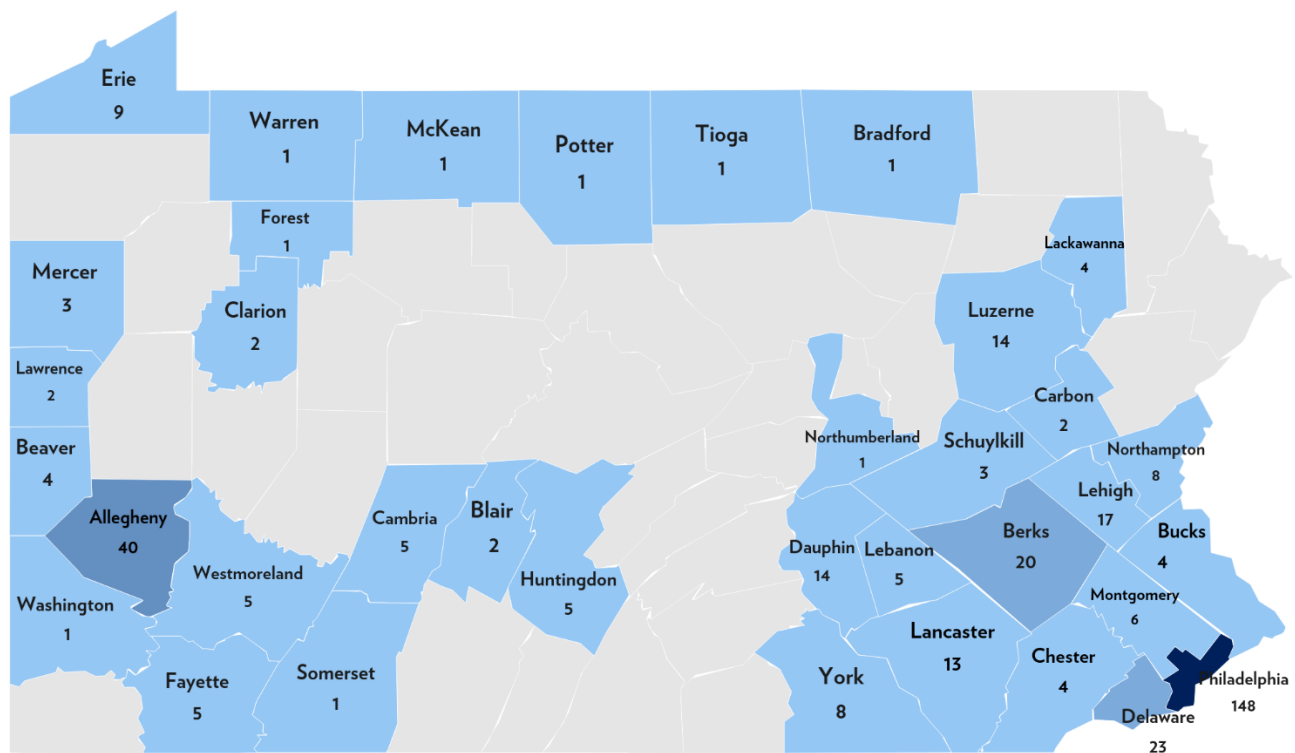 Erie
9
Warren
1
McKean
1
Potter
1
Tioga
1
Bradford
1
Forest
1
Lackawanna
4
Mercer
3
Clarion
2
Luzerne
14
Lawrence
2
Carbon
2
Beaver
4
Northumberland
1
Schuylkill
3
Northampton
8
Allegheny
40
Cambria
5
Blair
2
Lehigh
17
Berks
20
Bucks
4
Dauphin
14
Lebanon
5
Westmoreland
5
Huntingdon
5
Washington
1
Montgomery
6
Lancaster
13
Chester
4
Fayette
5
Somerset
1
York
8
Philadelphia
148
Delaware
23